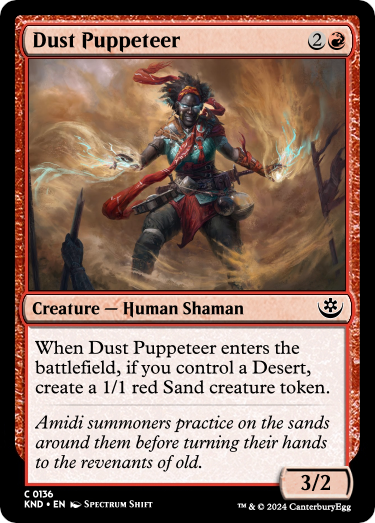 Dust Puppeteer 2
Creature — Human Shaman
When Dust Puppeteer enters the
battlefield, if you control a Desert,
create a 1/1 red Sand creature token.
Amidi summoners practice on the sands
around them before turning their hands
to the revenants of old.
3/2
C 0136
KND • EN Spectrum Shift
™ & © 2024 CanterburyEgg